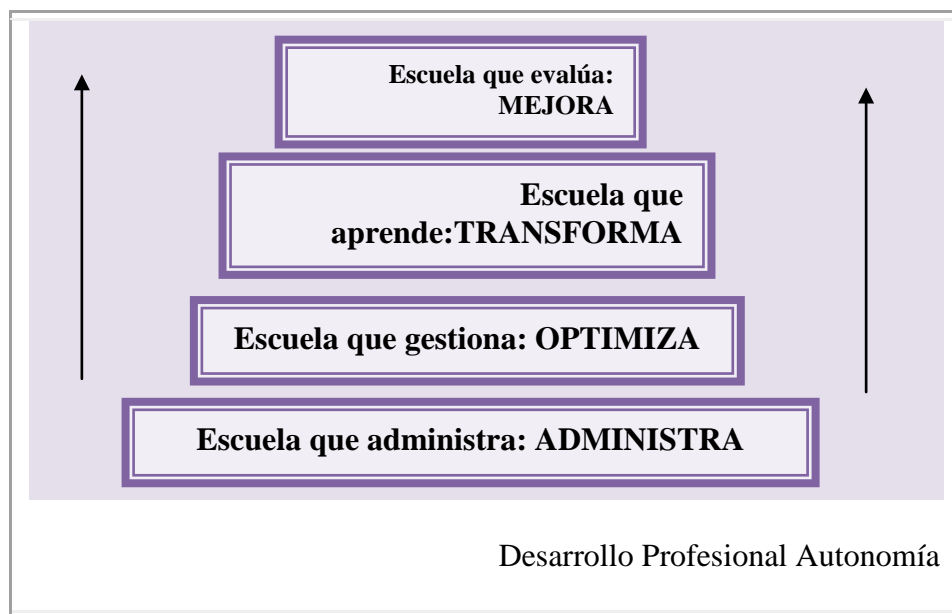 Escuela que evalúa:
MEJORA
Escuela que
aprende:TRANSFORMA
Escuela que gestiona: OPTIMIZA
Escuela que administra: ADMINISTRA
Desarrollo Profesional Autonomía